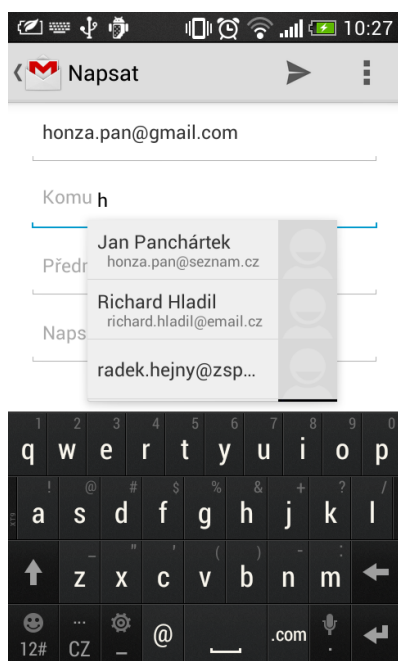 10:27
Napsat
honza.pan@gmail.com
Komu h
Jan Panchártek
honza.pan@seznam.cz
Předr
Richard Hladil
richard.hladil@email.cz
Naps
radek.hejny@zsp...
1 2 3 4 5 6 7 8 9 0
q w e r t y u i o p
! @ # $ % & + ? /
a s d f g h j k l
_ " ' ( ) - :
z x c v b n m
12# ... CZ _ @ .com .